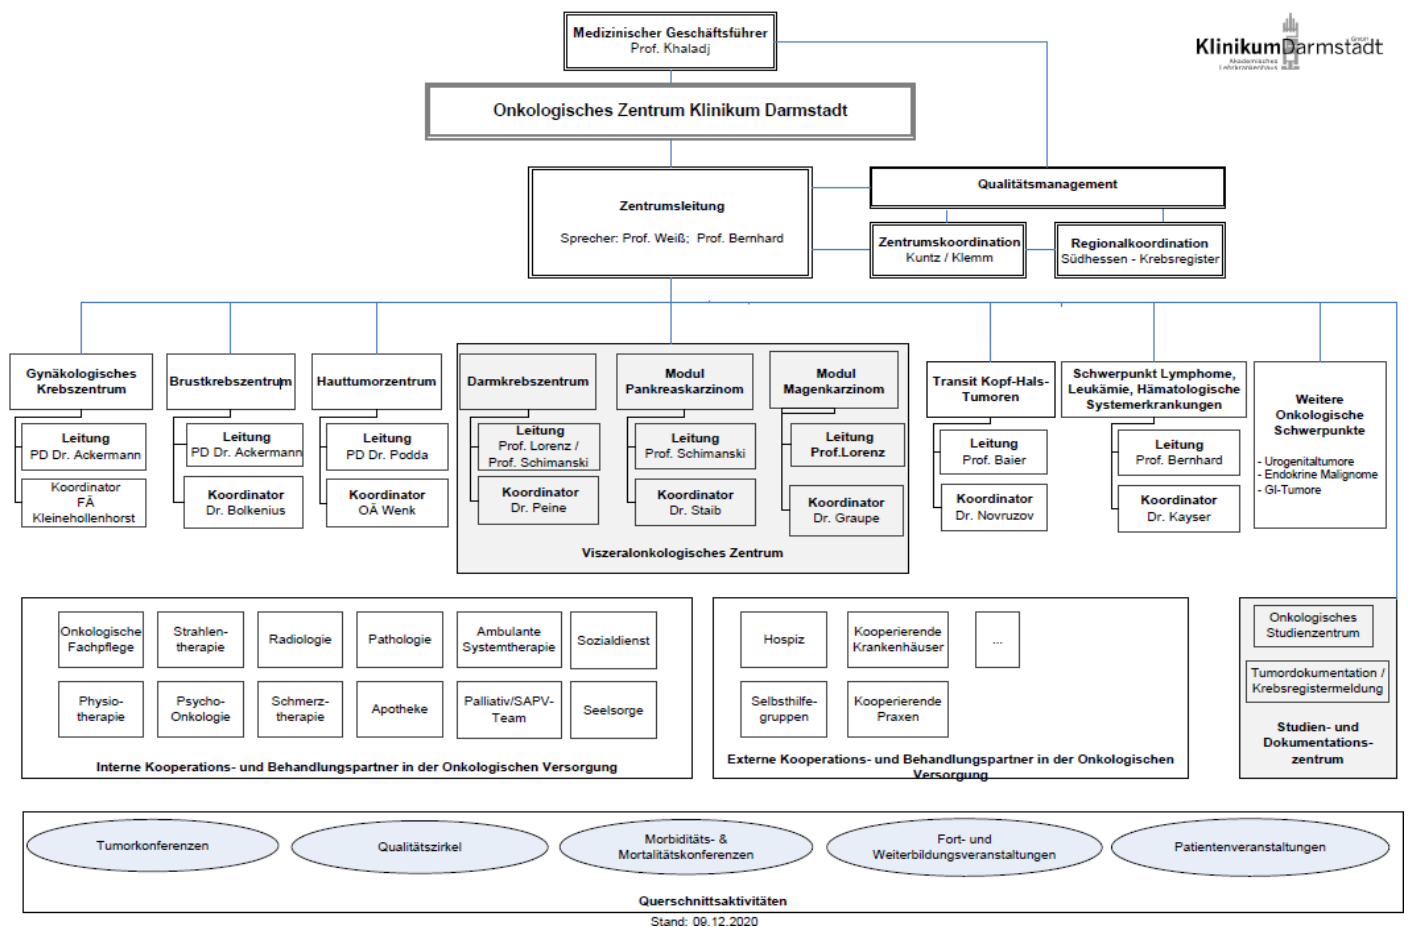 Medizinischer Geschäftsführer
Prof. Khaladj
KlinikumDarmstadt
GmbH
Akademisches
Lehrkrankenhaus
Onkologisches Zentrum Klinikum Darmstadt
Zentrumsleitung
Sprecher: Prof. Weiß; Prof. Bernhard
Qualitätsmanagement
Zentrumskoordination
Kuntz / Klemm
Regionalkoordination
Südhessen - Krebsregister
Gynäkologisches
Krebszentrum
Leitung
PD Dr. Ackermann
Koordinator
FÄ
Kleinehollenhorst
Brustkrebszentrum
Leitung
PD Dr. Ackermann
Koordinator
Dr. Bolkenius
Hauttumorzentrum
Leitung
PD Dr. Podda
Koordinator
OÄ Wenk
Darmkrebszentrum
Leitung
Prof. Lorenz /
Prof. Schimanski
Koordinator
Dr. Peine
Modul
Pankreaskarzinom
Leitung
Prof. Schimanski
Koordinator
Dr. Staib
Modul
Magenkarzinom
Leitung
Prof.Lorenz
Koordinator
Dr. Graupe
Viszeralonkologisches Zentrum
Transit Kopf-Hals-
Tumoren
Leitung
Prof. Baier
Koordinator
Dr. Novruzov
Schwerpunkt Lymphome,
Leukämie, Hämatologische
Systemerkrankungen
Leitung
Prof. Bernhard
Koordinator
Dr. Kayser
Weitere
Onkologische
Schwerpunkte
- Urogenitaltumore
- Endokrine Malignome
- GI-Tumore
Onkologische
Fachpflege
Strahlen-
therapie
Radiologie
Pathologie
Ambulante
Systemtherapie
Sozialdienst
Physio-
therapie
Psycho-
Onkologie
Schmerz-
therapie
Apotheke
Palliativ/SAPV-
Team
Seelsorge
Interne Kooperations- und Behandlungspartner in der Onkologischen Versorgung
Hospiz
Kooperierende
Krankenhäuser
...
Selbsthilfe-
gruppen
Kooperierende
Praxen
Externe Kooperations- und Behandlungspartner in der Onkologischen
Versorgung
Onkologisches
Studienzentrum
Tumordokumentation /
Krebsregistermeldung
Studien- und
Dokumentations-
zentrum
Tumorkonferenzen
Qualitätszirkel
Morbiditäts- &
Mortalitätskonferenzen
Fort- und
Weiterbildungsveranstaltungen
Patientenveranstaltungen
Querschnittsaktivitäten
Stand: 09.12.2020